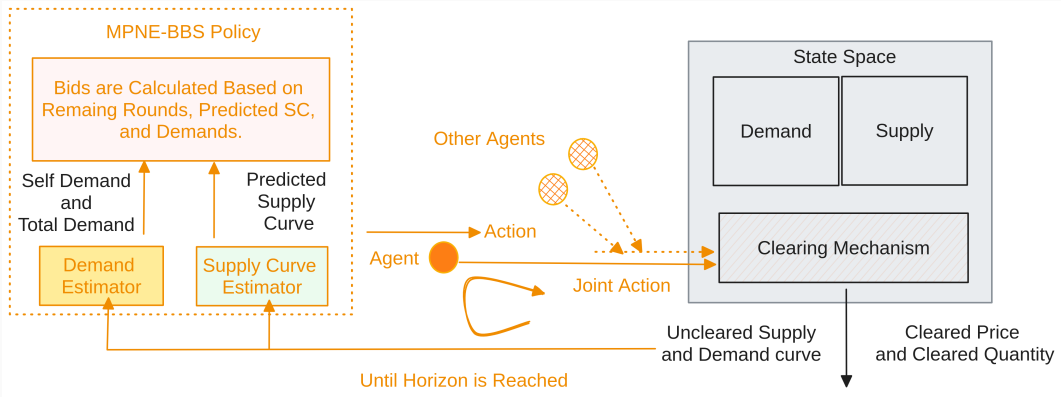 MPNE-BBS Policy
Bids are Calculated Based on
Remaing Rounds, Predicted SC,
and Demands.
Self Demand
and
Total Demand
Predicted
Supply
Curve
Demand
Estimator
Supply Curve
Estimator
Other Agents
Action
Agent
Joint Action
Until Horizon is Reached
State Space
Demand
Supply
Clearing Mechanism
Uncleared Supply
and Demand curve
Cleared Price
and Cleared Quantity